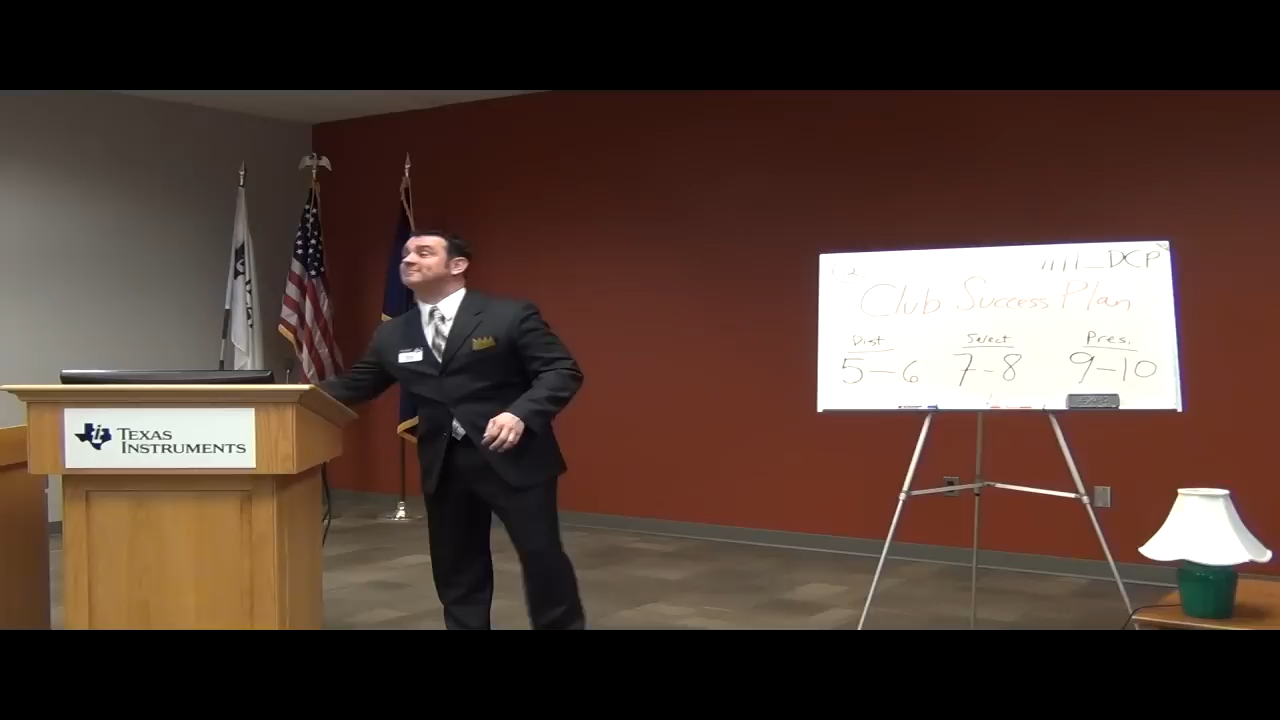 TEXAS
INSTRUMENTS
DCP
Club Success Plan
Dist Select Pres.
5-6 7-8 9-10